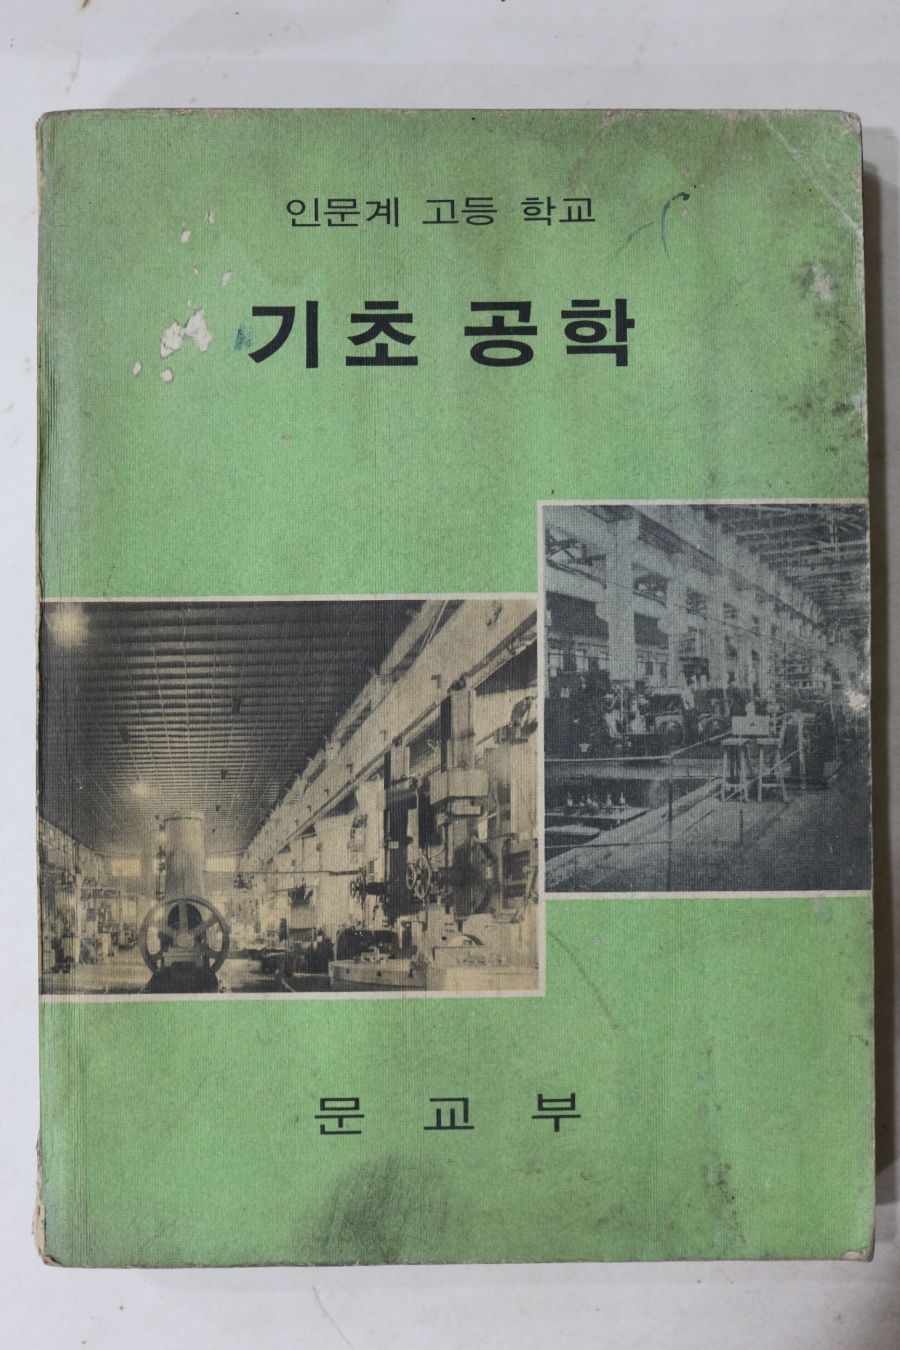 인문계 고등 학교
기초 공학
문교부